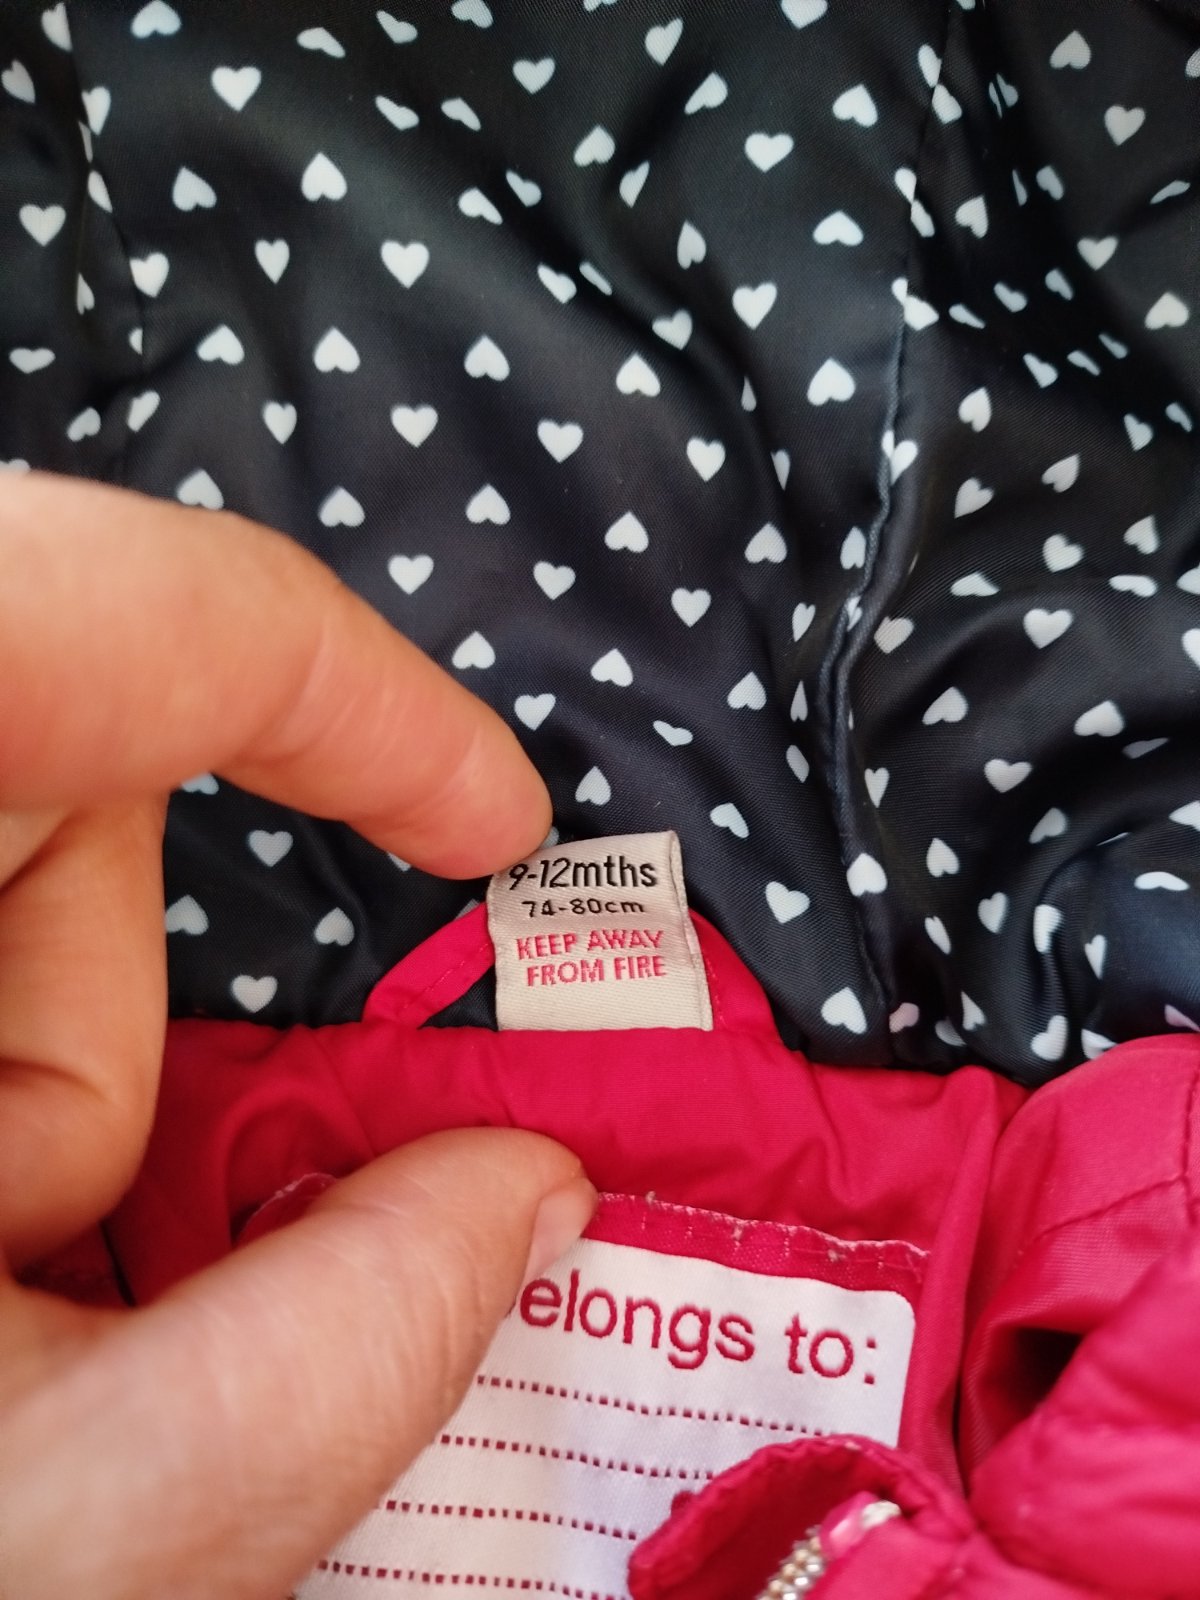 9-12mths
74-80cm
KEEP AWAY
FROM FIRE
elongs to: